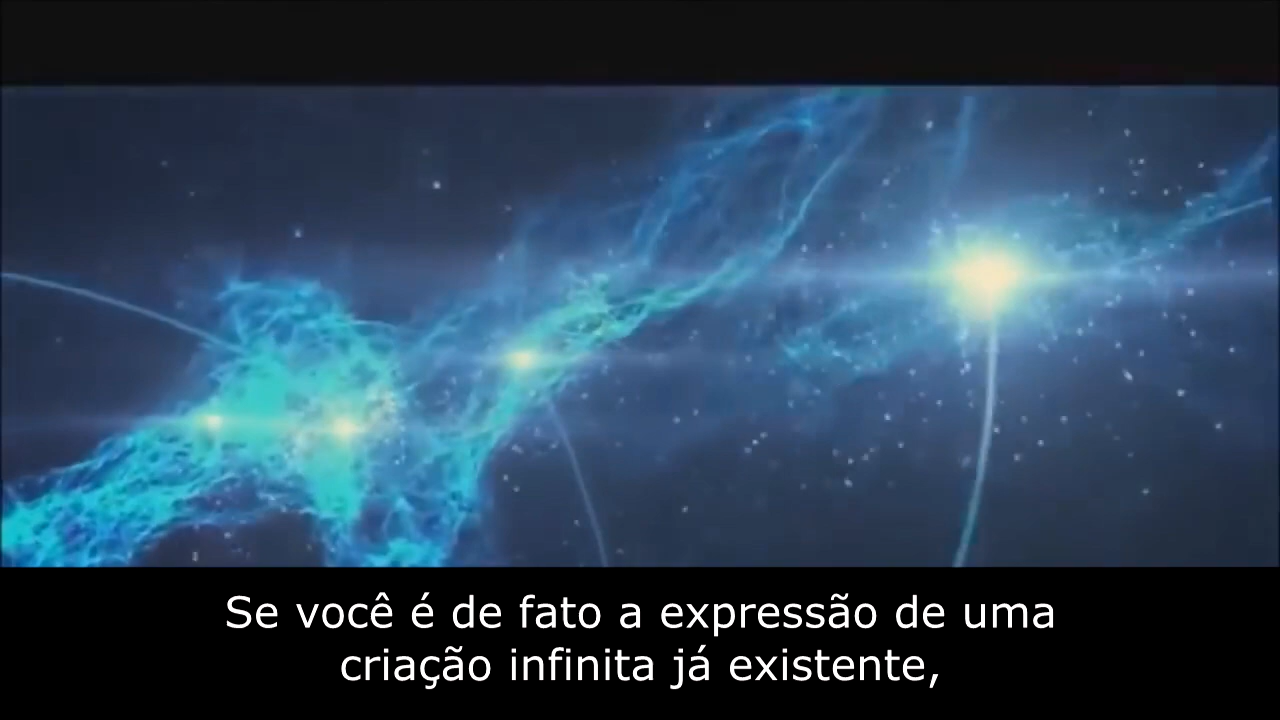 Se você é de fato a expressão de uma
criação infinita já existente,